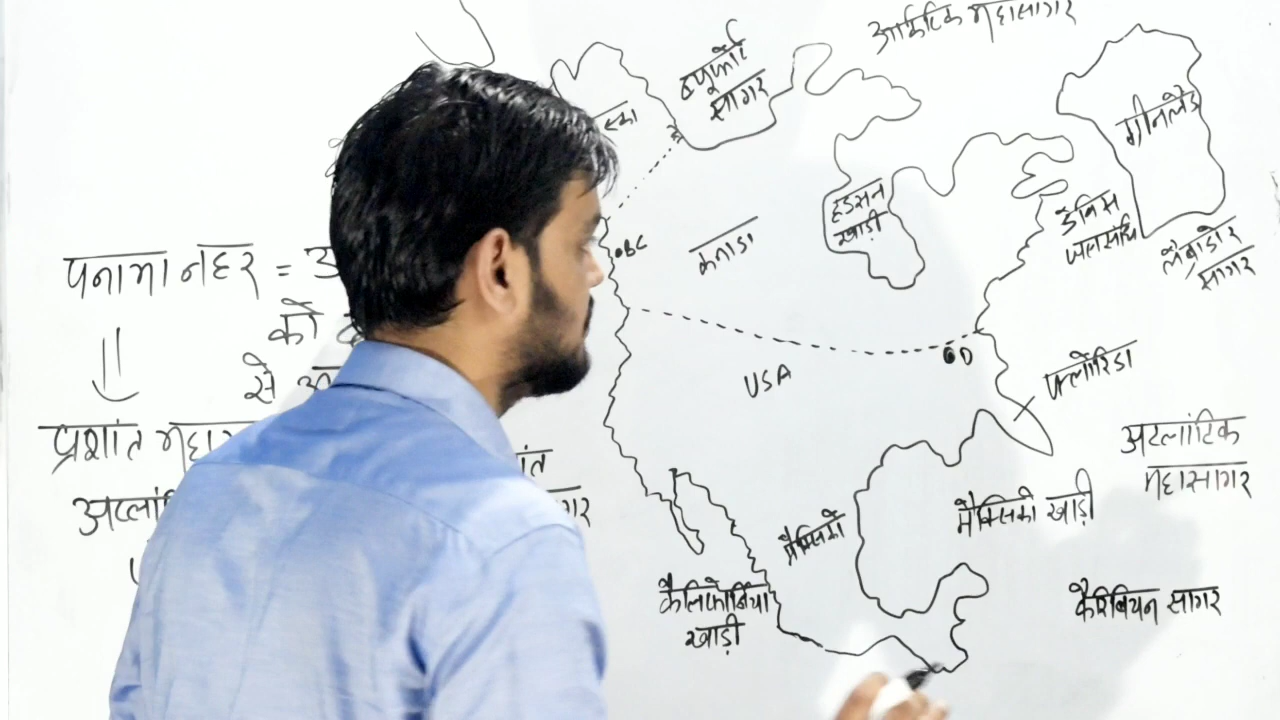 आर्कटिक महासागर
ब्यूफोर्ट
सागर
स्का
ग्रीनलैंड
हडसन
खाड़ी
डेविस
जलसंधि
लैब्राडोर
सागर
BC
कनाडा
पनामा नहर =
को
से
प्रशांत
USA
D
फ्लोरिडा
अटलांटिक
महासागर
मैक्सिको
मैक्सिको खाड़ी
कैलिफोर्निया
खाड़ी
कैरिबियन सागर